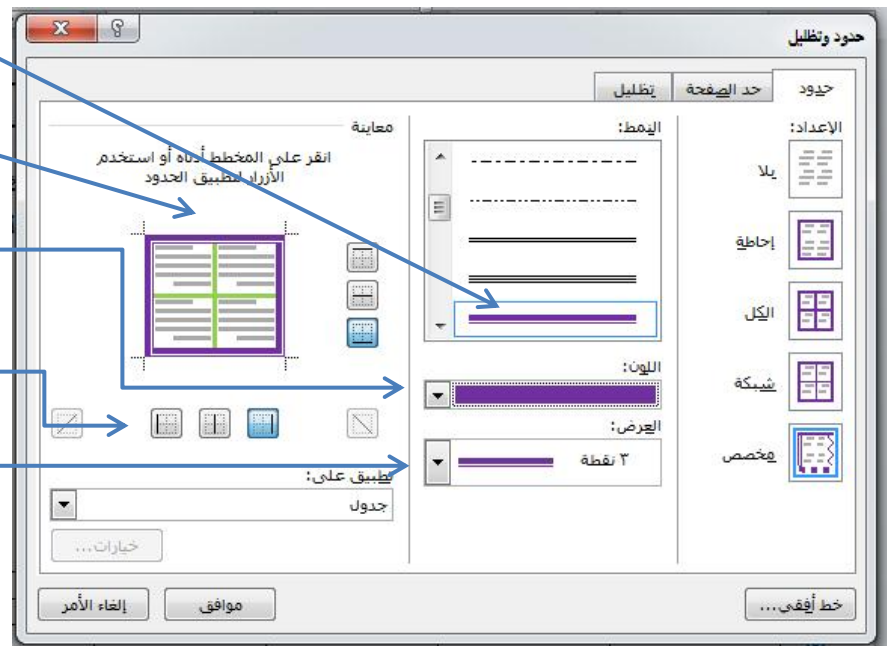 حدود وتظليل
حدود
حد الصفحة
تظليل
الإعداد:
بلا
إحاطة
الكل
شبكة
مخصص
النمط:
اللون:
العرض:
٣ نقطة
معاينة
انقر على المخطط أدناه أو استخدم
الأزرار لتطبيق الحدود
تطبيق على:
جدول
خيارات...
خط أفقي...
موافق
إلغاء الأمر